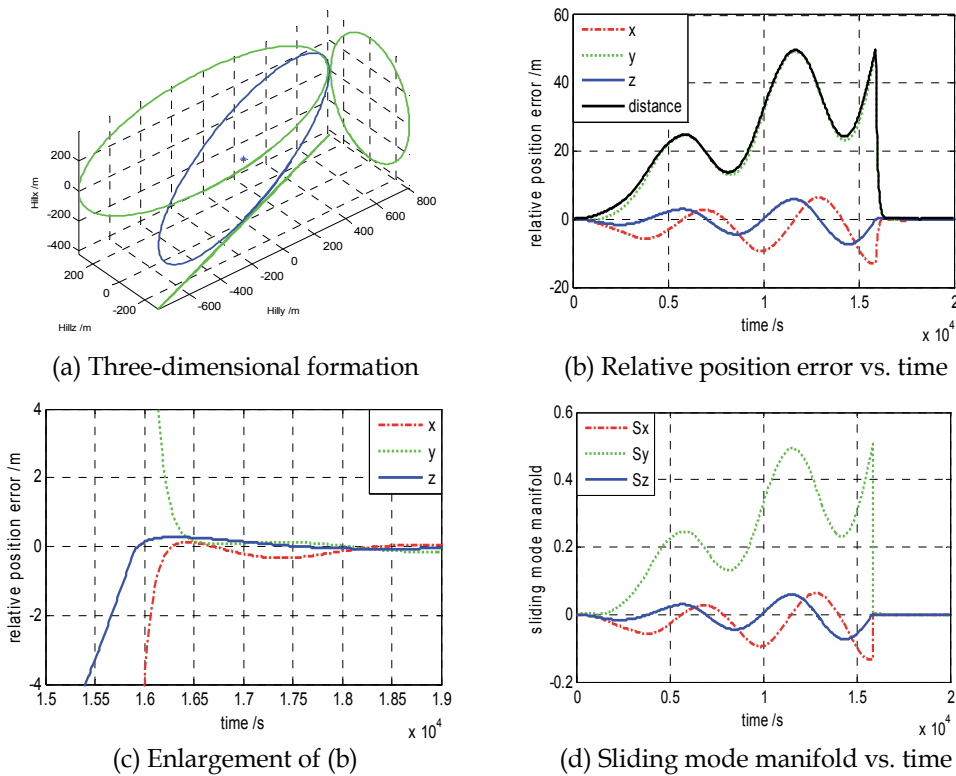 200
0
-200
-400
Hillx /m
200
0
-200
Hillz /m
-600
-400
-200
0
200
400
600
800
Hilly /m
(a) Three-dimensional formation
60
40
20
0
-20
relative position error /m
x
y
z
distance
0
0.5
1
1.5
2
time /s
x 10^4
(b) Relative position error vs. time
4
2
0
-2
-4
relative position error /m
x
y
z
1.5
1.55
1.6
1.65
1.7
1.75
1.8
1.85
1.9
time /s
x 10^4
(c) Enlargement of (b)
0.6
0.4
0.2
0
-0.2
sliding mode manifold
Sx
Sy
Sz
0
0.5
1
1.5
2
time /s
x 10^4
(d) Sliding mode manifold vs. time